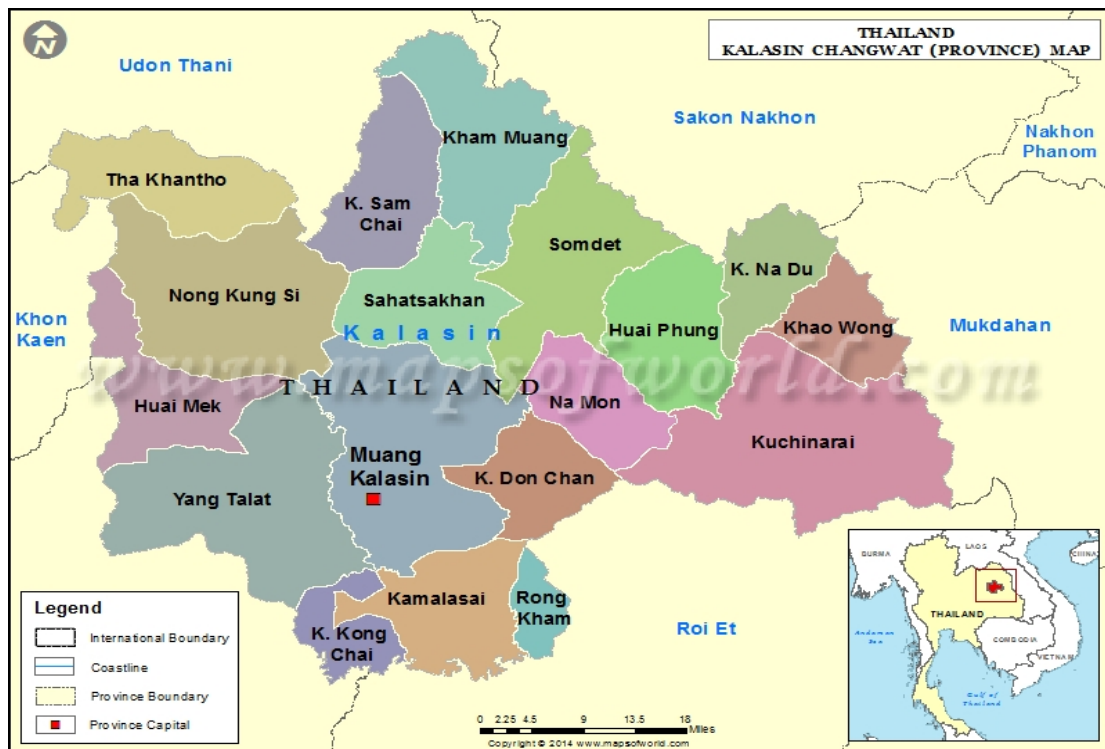 THAILAND
KALASIN CHANGWAT (PROVINCE) MAP
N
Udon Thani
Sakon Nakhon
Nakhon
Phanom
Kham Muang
Tha Khantho
K. Sam
Chai
Somdet
K. Na Du
Nong Kung Si
Sahatsakhan
Khon
Kaen
Kalasin
Huai Phung
Khao Wong
Mukdahan
www.mapsofworld.com
THAILAND
Huai Mek
Na Mon
Kuchinarai
Muang
Kalasin
K. Don Chan
Yang Talat
Kamalasai
Rong
Kham
K. Kong
Chai
Roi Et
Legend
International Boundary
Coastline
Province Boundary
Province Capital
0 2.25 4.5 9 13.5 18
Miles
Copyright © 2014 www.mapsofworld.com
BURMA
LAOS
CHINA
THAILAND
CAMBODIA
VIETNAM
Andaman
Sea
Gulf of
Thailand